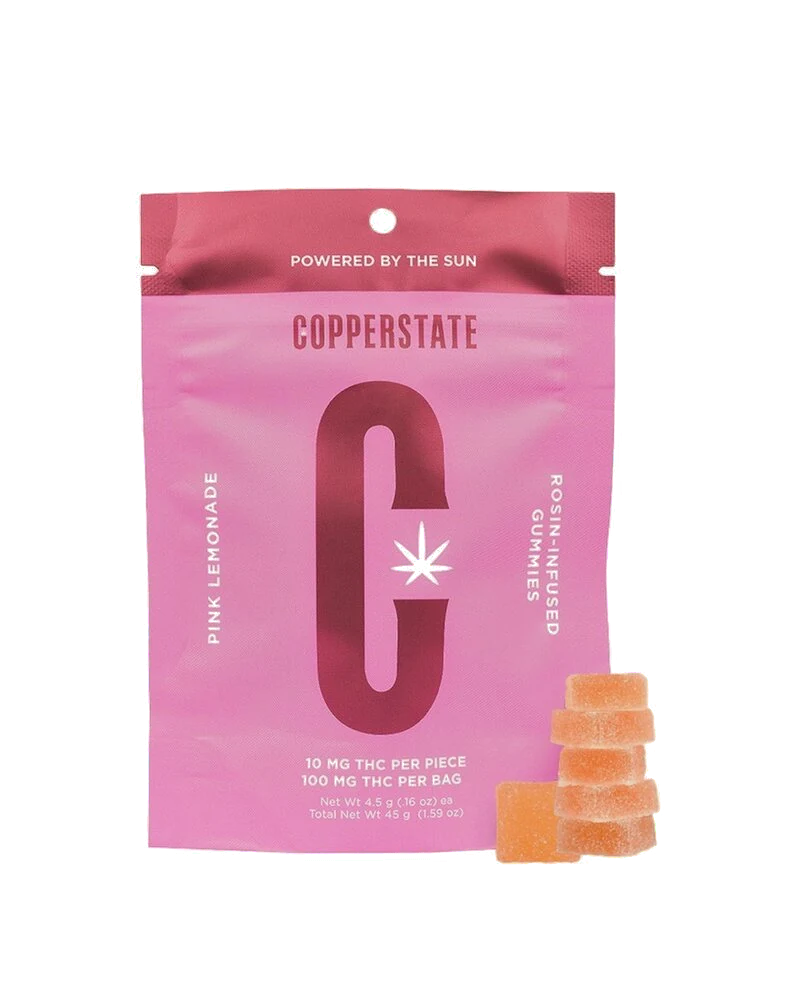 POWERED BY THE SUN
COPPERSTATE
PINK LEMONADE
ROSIN-INFUSED
GUMMIES
10 MG THC PER PIECE
100 MG THC PER BAG
Net Wt 4.5 g (.16 oz) ea
Total Net Wt 45 g (1.59 oz)